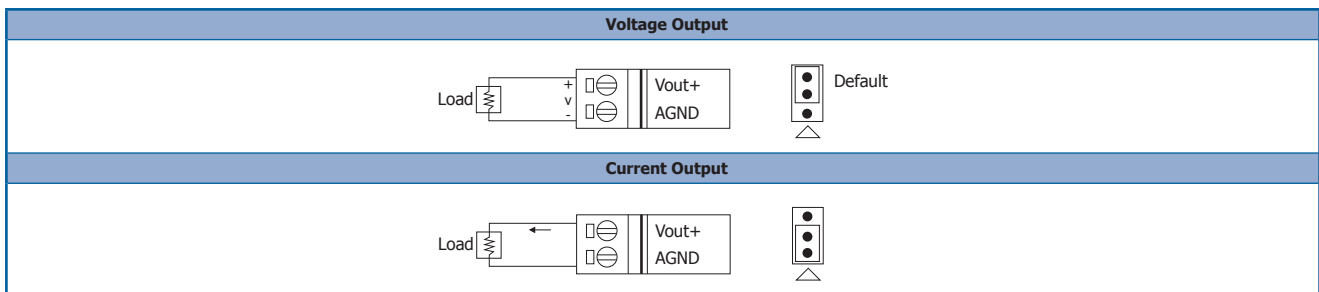 Voltage Output
Load
+
v
-
Vout+
AGND
Default
Current Output
Load
Vout+
AGND